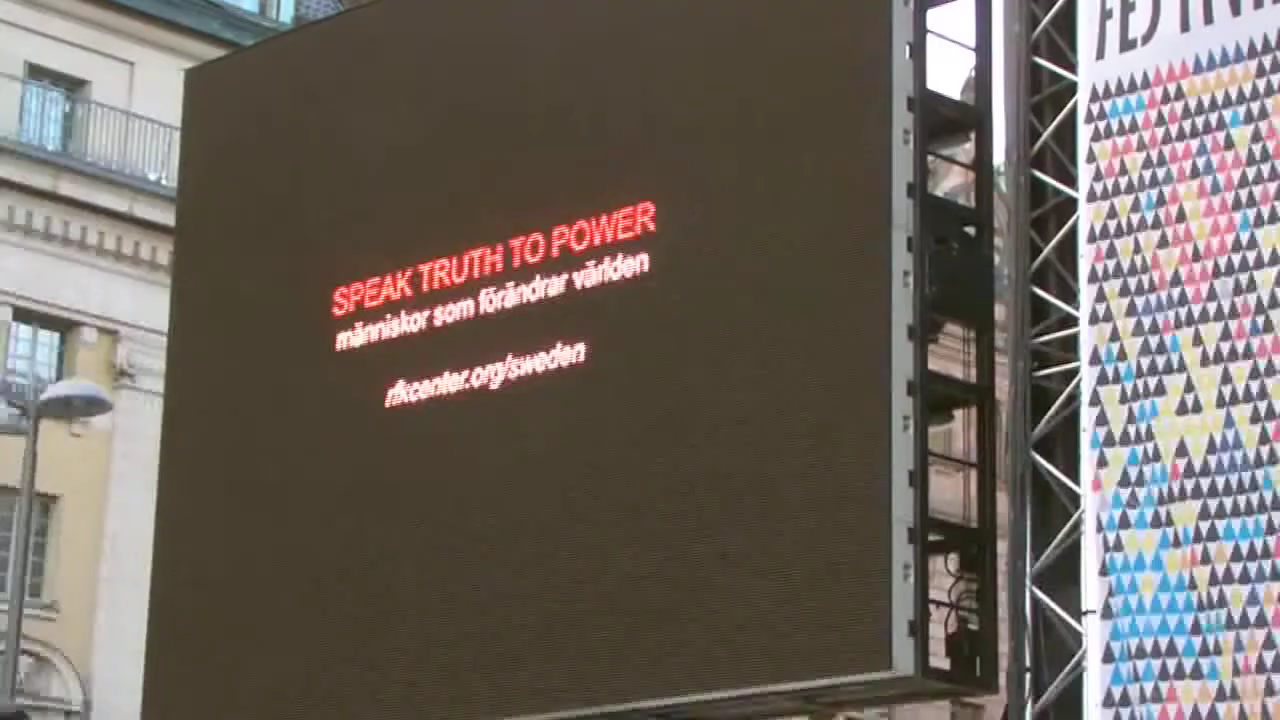 SPEAK TRUTH TO POWER
människor som förändrar världen
rfkcenter.org/sweden